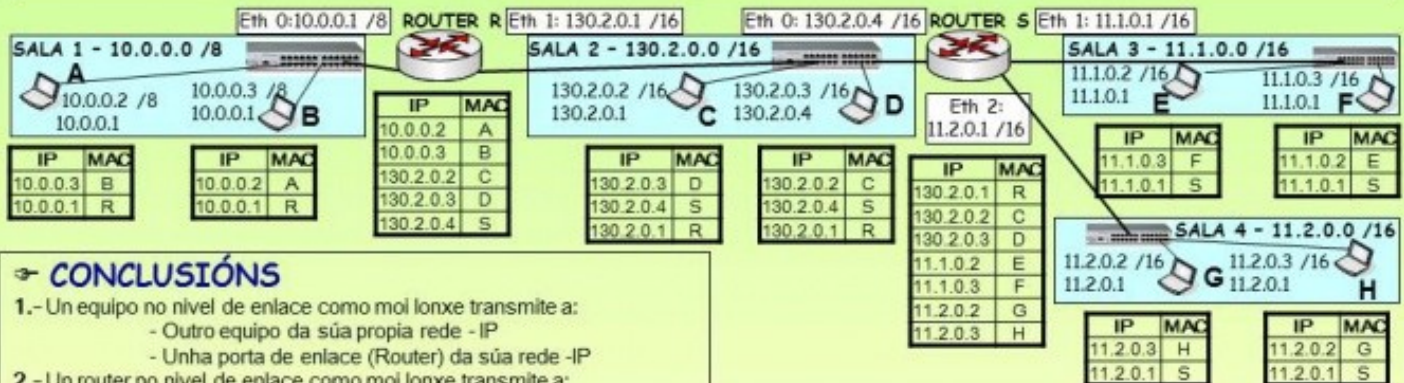 Eth 0:10.0.0.1 /8
ROUTER R
Eth 1: 130.2.0.1 /16
Eth 0: 130.2.0.4 /16
ROUTER S
Eth 1: 11.1.0.1 /16
SALA 1 - 10.0.0.0 /8
A
10.0.0.2 /8
10.0.0.1
10.0.0.3 /8
10.0.0.1
B
SALA 2 - 130.2.0.0 /16
130.2.0.2 /16
130.2.0.1
C
130.2.0.3 /16
130.2.0.4
D
SALA 3 - 11.1.0.0 /16
11.1.0.2 /16
11.1.0.1
E
11.1.0.3 /16
11.1.0.1
F
Eth 2:
11.2.0.1 /16
IP MAC
10.0.0.3 B
10.0.0.1 R
IP MAC
10.0.0.2 A
10.0.0.1 R
IP MAC
10.0.0.2 A
10.0.0.3 B
130.2.0.2 C
130.2.0.3 D
130.2.0.4 S
IP MAC
130.2.0.3 D
130.2.0.4 S
130.2.0.1 R
IP MAC
130.2.0.2 C
130.2.0.4 S
130.2.0.1 R
IP MAC
130.2.0.1 R
130.2.0.2 C
130.2.0.3 D
11.1.0.2 E
11.1.0.3 F
11.2.0.2 G
11.2.0.3 H
IP MAC
11.1.0.3 F
11.1.0.1 S
IP MAC
11.1.0.2 E
11.1.0.1 S
SALA 4 - 11.2.0.0 /16
11.2.0.2 /16
11.2.0.1
G
11.2.0.3 /16
11.2.0.1
H
IP MAC
11.2.0.3 H
11.2.0.1 S
IP MAC
11.2.0.2 G
11.2.0.1 S
☞ CONCLUSIÓNS
1.- Un equipo no nivel de enlace como moi lonxe transmite a:
- Outro equipo da súa propia rede - IP
- Unha porta de enlace (Router) da súa rede -IP
2.- Un router no nivel de enlace como moi lonxe transmite a: